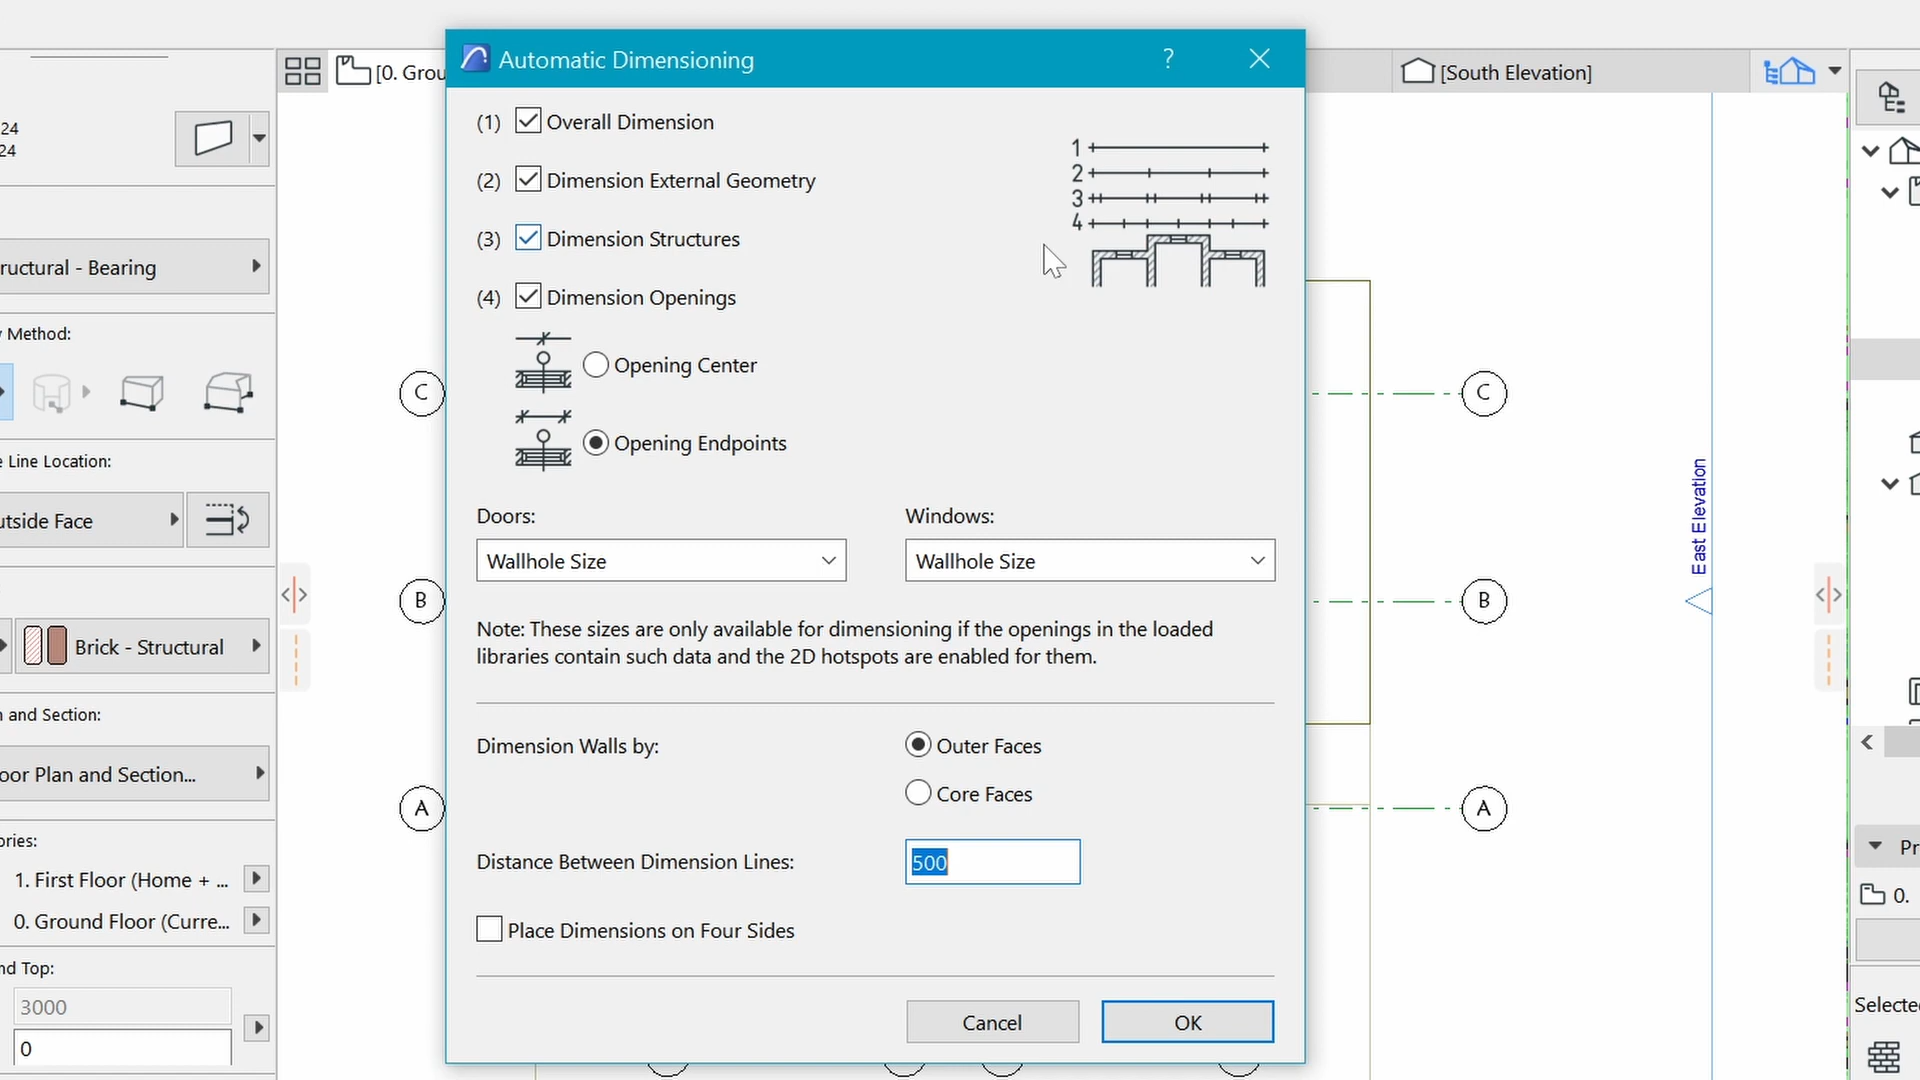 Automatic Dimensioning
?
[0. Grou
[South Elevation]
24
24
ructural - Bearing
y Method:
e Line Location:
utside Face
Brick - Structural
n and Section:
oor Plan and Section...
ories:
1. First Floor (Home + ...
0. Ground Floor (Curre...
nd Top:
3000
0
(1) Overall Dimension
(2) Dimension External Geometry
(3) Dimension Structures
(4) Dimension Openings
1
2
3
4
Opening Center
Opening Endpoints
Doors:
Windows:
Wallhole Size
Wallhole Size
Note: These sizes are only available for dimensioning if the openings in the loaded
libraries contain such data and the 2D hotspots are enabled for them.
Dimension Walls by:
Outer Faces
Core Faces
Distance Between Dimension Lines:
500
Place Dimensions on Four Sides
Cancel
OK
C
B
A
C
B
A
East Elevation
Pr
0.
Selecte